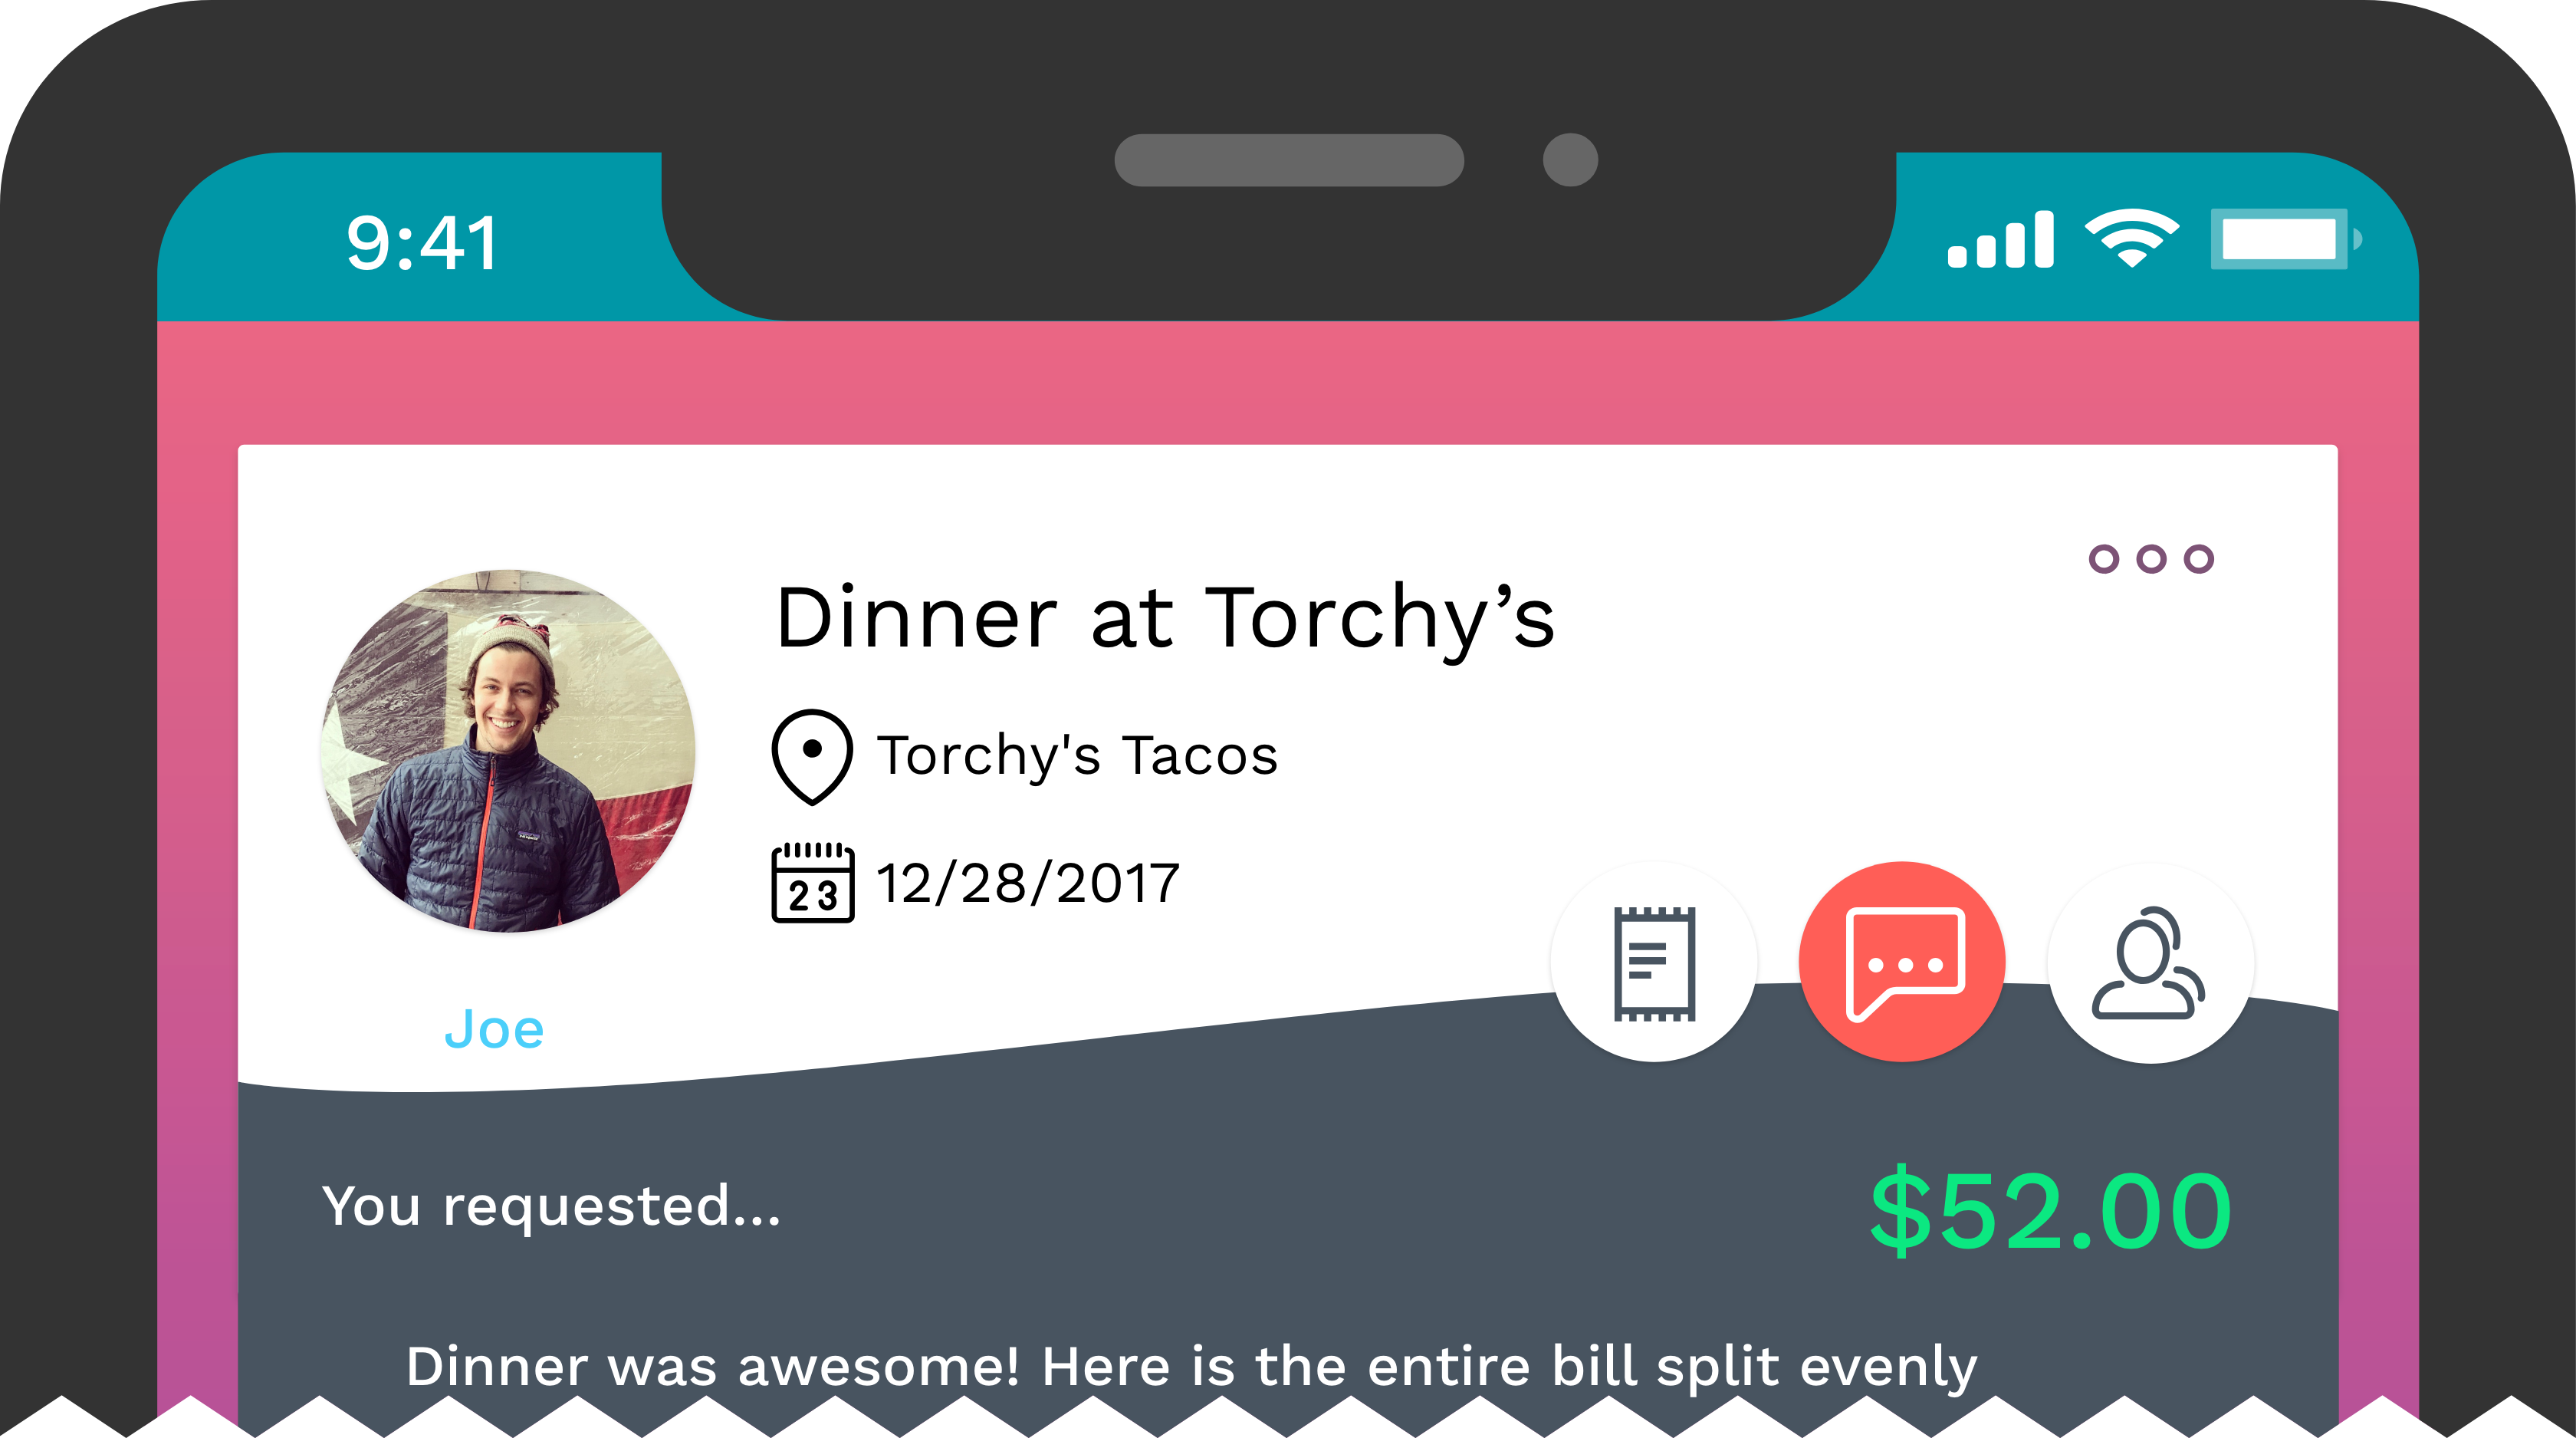 9:41
Dinner at Torchy’s
Torchy's Tacos
23
12/28/2017
Joe
You requested...
$52.00
Dinner was awesome! Here is the entire bill split evenly